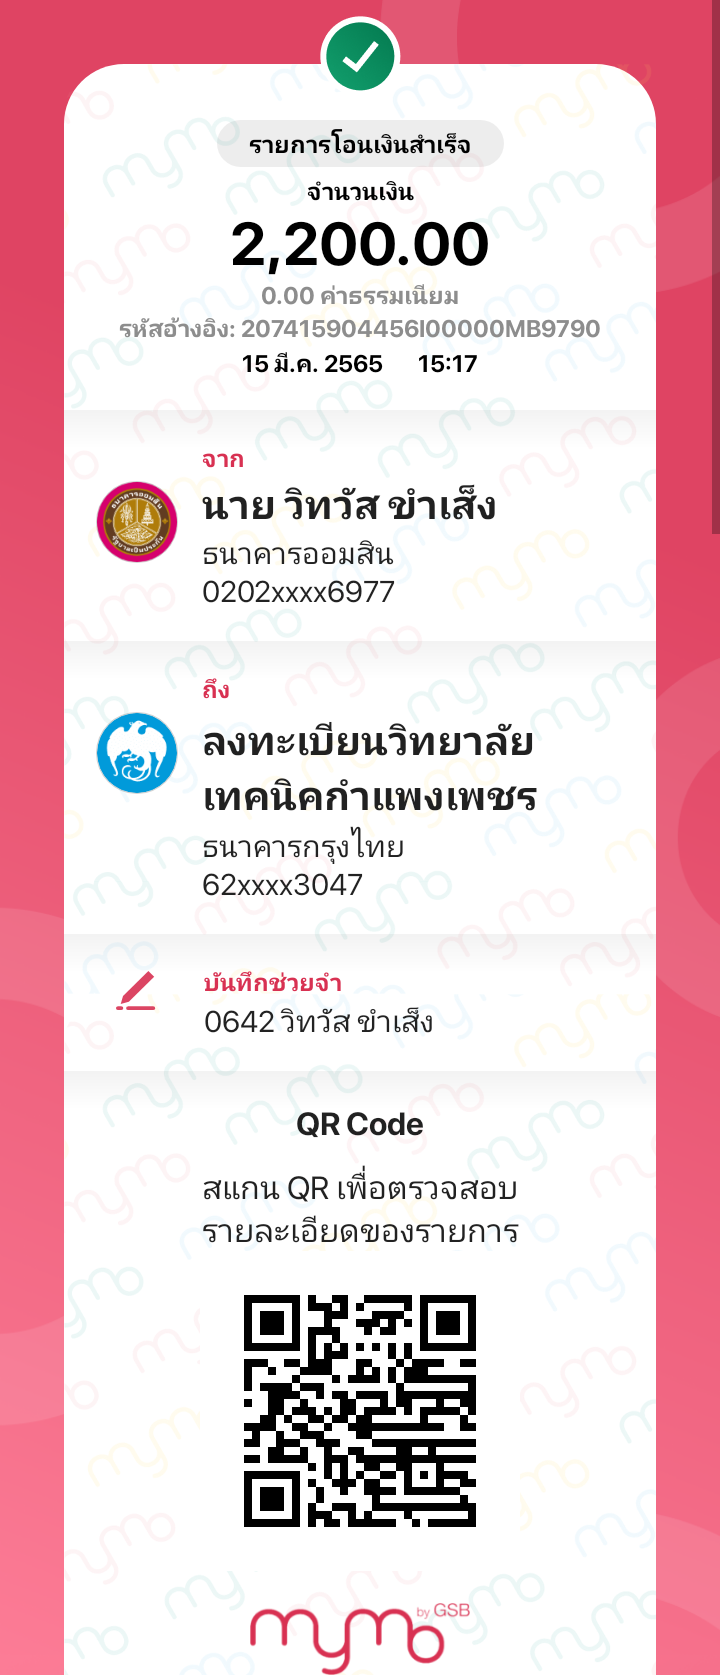 รายการโอนเงินสำเร็จ
จำนวนเงิน
2,200.00
0.00 ค่าธรรมเนียม
รหัสอ้างอิง: 207415904456I00000MB9790
15 มี.ค. 2565 15:17
จาก
นาย วิทวัส ขำเส็ง
ธนาคารออมสิน
0202xxxx6977
ถึง
ลงทะเบียนวิทยาลัย
เทคนิคกำแพงเพชร
ธนาคารกรุงไทย
62xxxx3047
บันทึกช่วยจำ
0642 วิทวัส ขำเส็ง
QR Code
สแกน QR เพื่อตรวจสอบ
รายละเอียดของรายการ
mymo by GSB